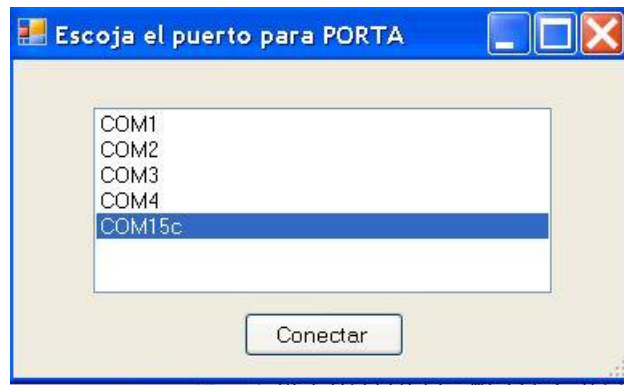 Escoja el puerto para PORTA
COM1
COM2
COM3
COM4
COM15c
Conectar